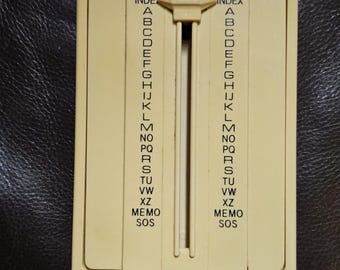 INDEX INDEX
A A
B B
C C
D D
E E
F F
G G
H H
IJ IJ
K K
L L
M M
NO NO
PQ PQ
R R
S S
TU TU
VW VW
XZ XZ
MEMO MEMO
SOS SOS